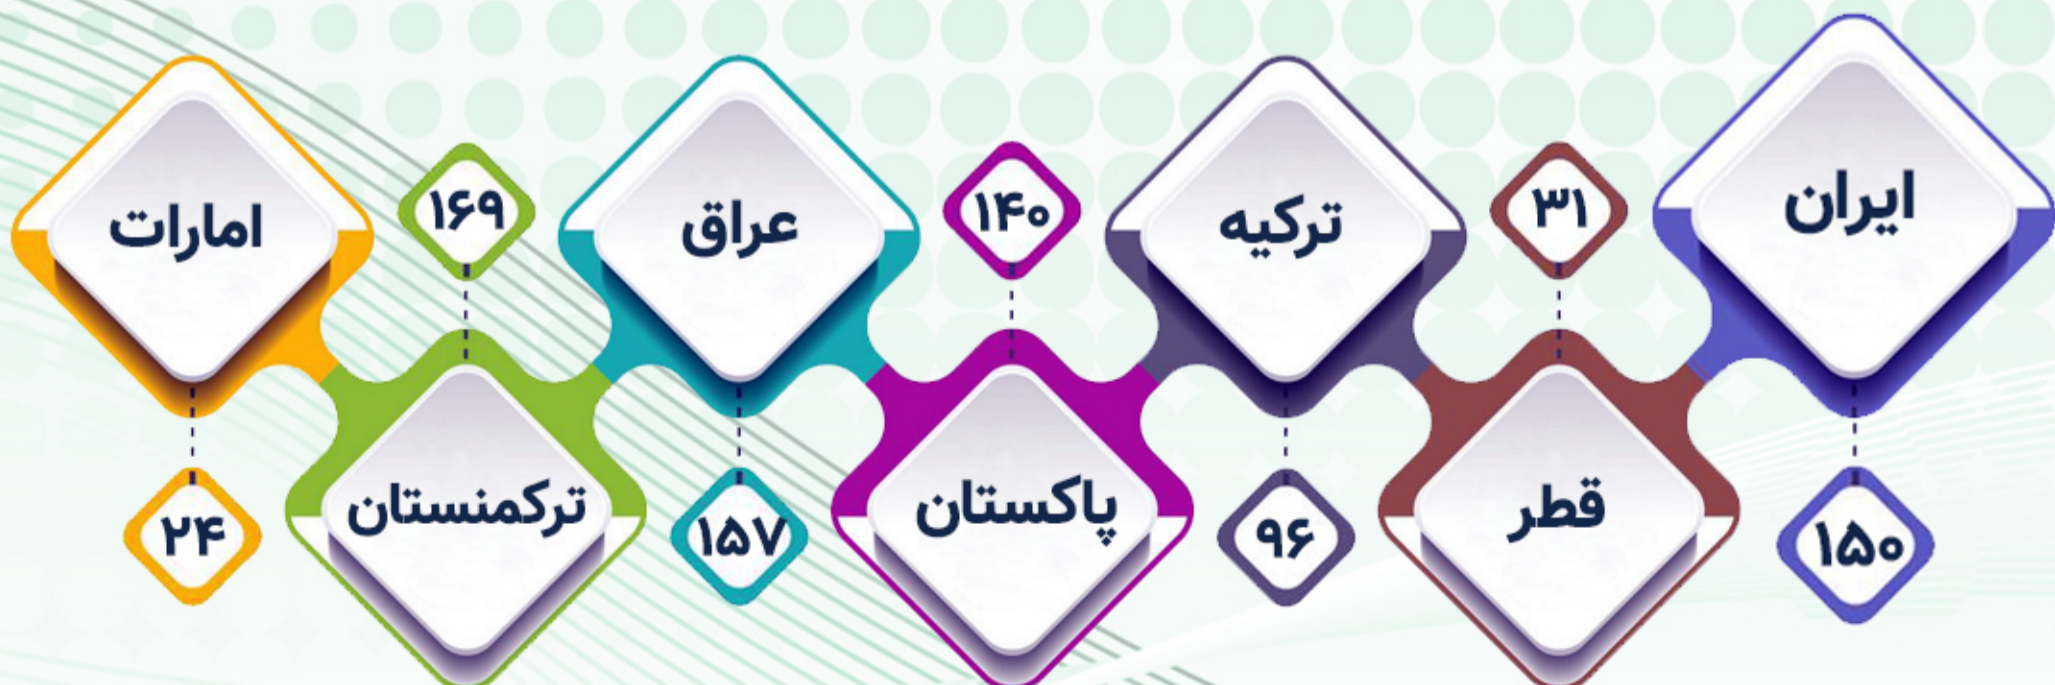 ایران
۱۵۰
قطر
۳۱
ترکیه
۹۶
پاکستان
۱۴۰
عراق
۱۵۷
ترکمنستان
۱۶۹
امارات
۲۴